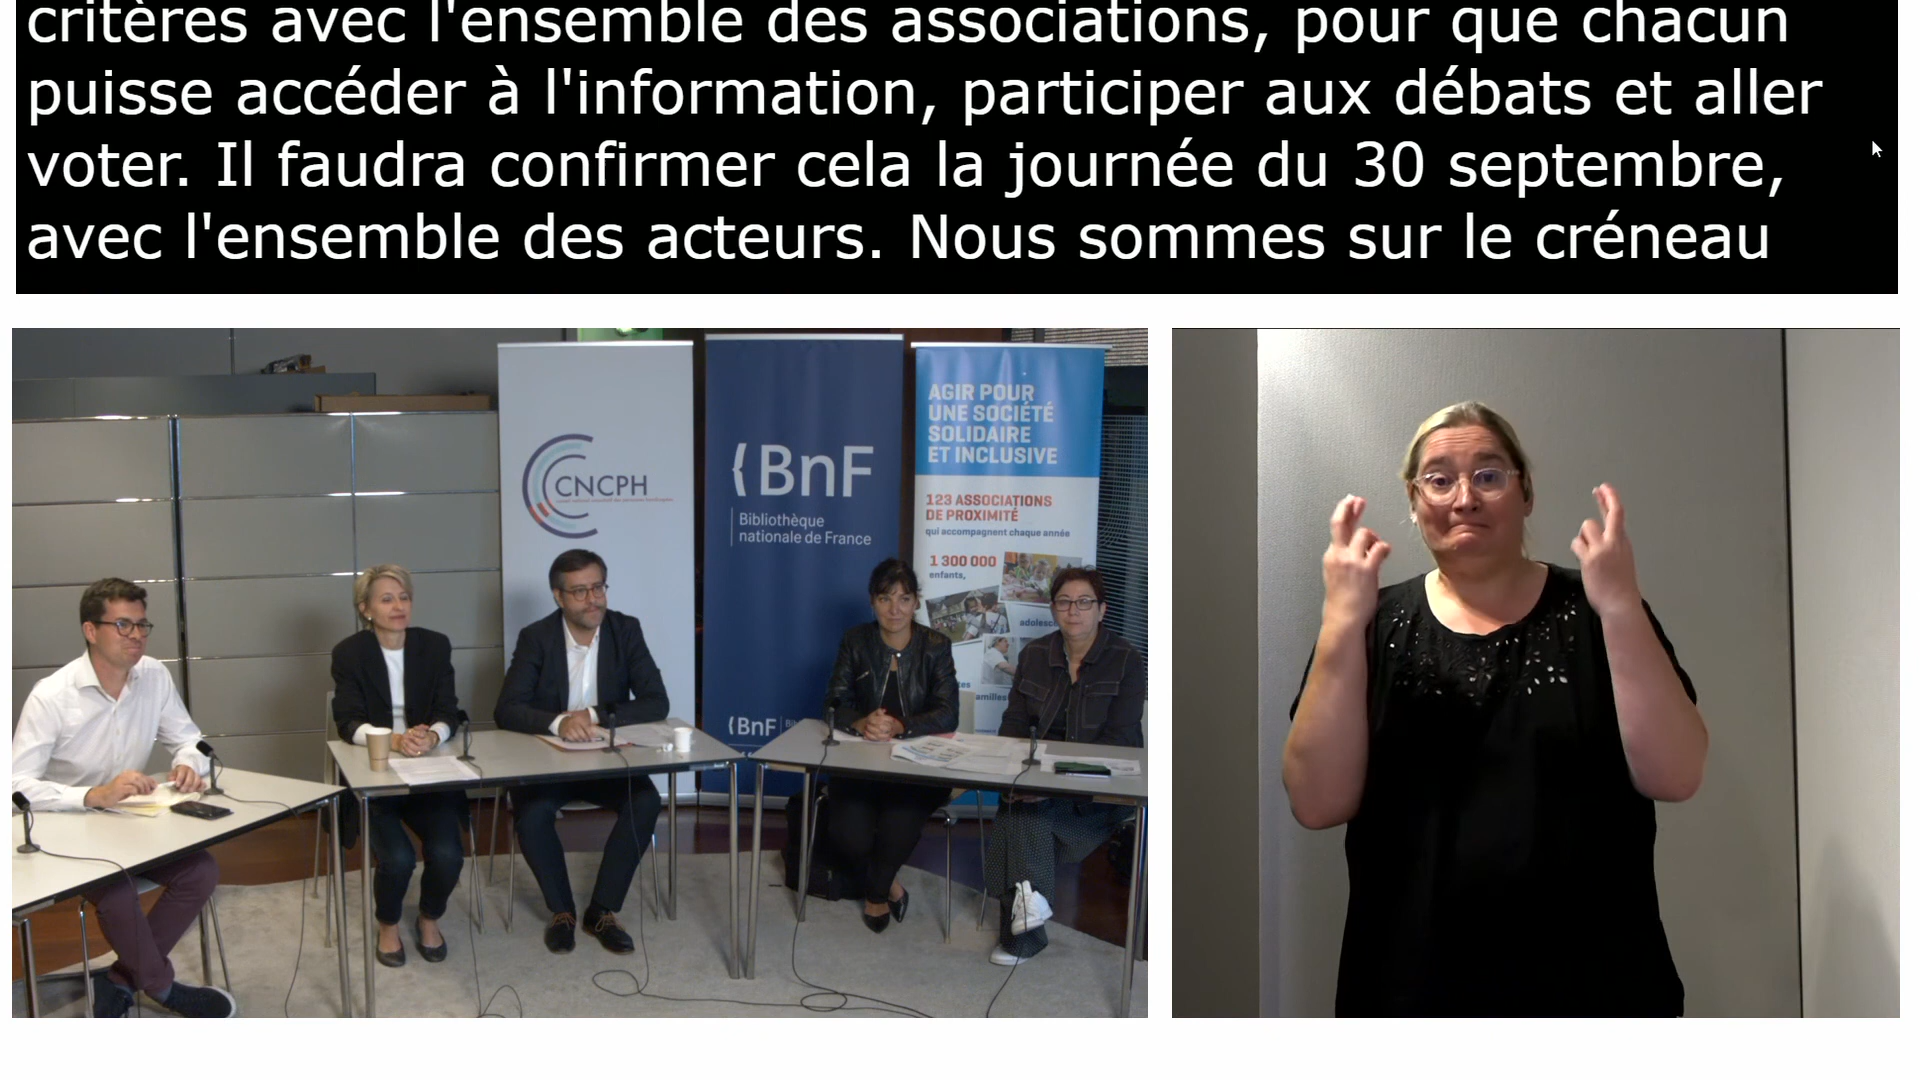 critères avec l'ensemble des associations, pour que chacun
puisse accéder à l'information, participer aux débats et aller
voter. Il faudra confirmer cela la journée du 30 septembre,
avec l'ensemble des acteurs. Nous sommes sur le créneau
CNCPH
BnF
Bibliothèque
nationale de France
BnF
AGIR POUR
UNE SOCIÉTÉ
SOLIDAIRE
ET INCLUSIVE
123 ASSOCIATIONS
DE PROXIMITÉ
qui accompagnent chaque année
1 300 000
enfants,